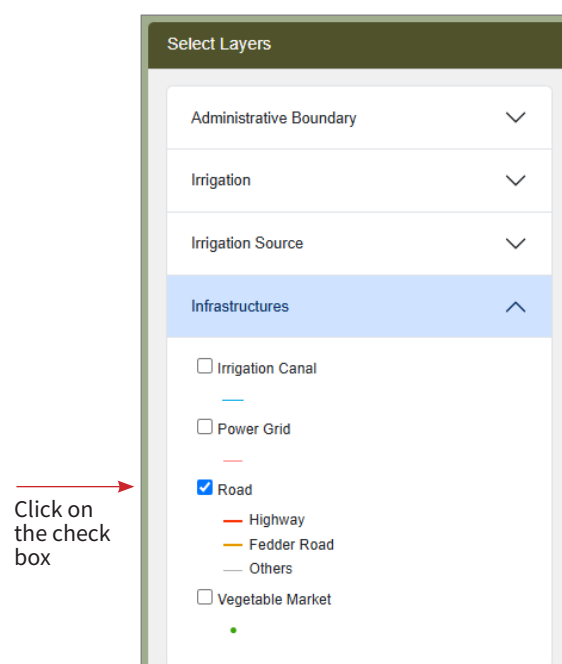 Select Layers
Administrative Boundary
Irrigation
Irrigation Source
Infrastructures
Irrigation Canal
Power Grid
Road
Highway
Fedder Road
Others
Vegetable Market
Click on
the check
box